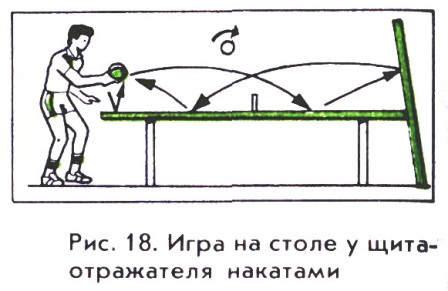 Рис. 18. Игра на столе у щита-
отражателя накатами